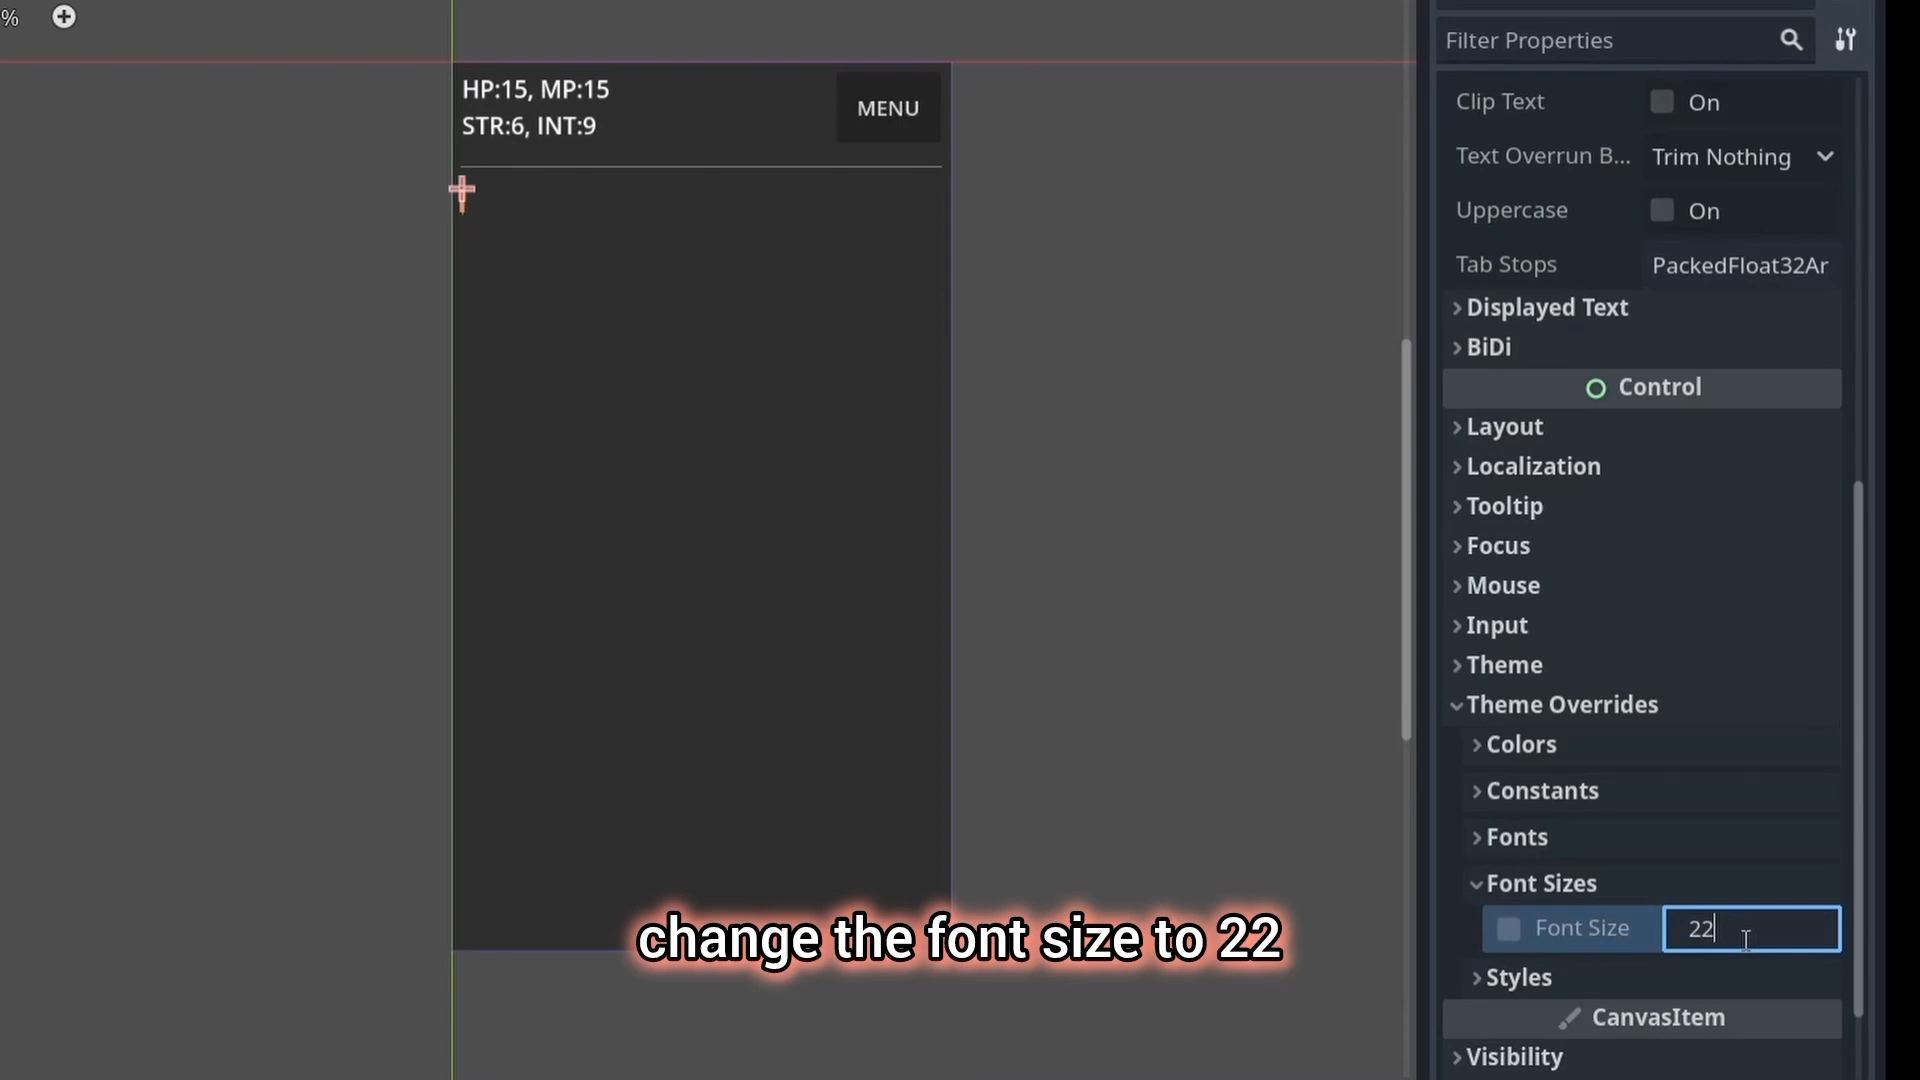 %
HP:15, MP:15
STR:6, INT:9
MENU
change the font size to 22
Filter Properties
Clip Text
On
Text Overrun B...
Trim Nothing
Uppercase
On
Tab Stops
PackedFloat32Ar
Displayed Text
BiDi
Control
Layout
Localization
Tooltip
Focus
Mouse
Input
Theme
Theme Overrides
Colors
Constants
Fonts
Font Sizes
Font Size
22
Styles
CanvasItem
Visibility